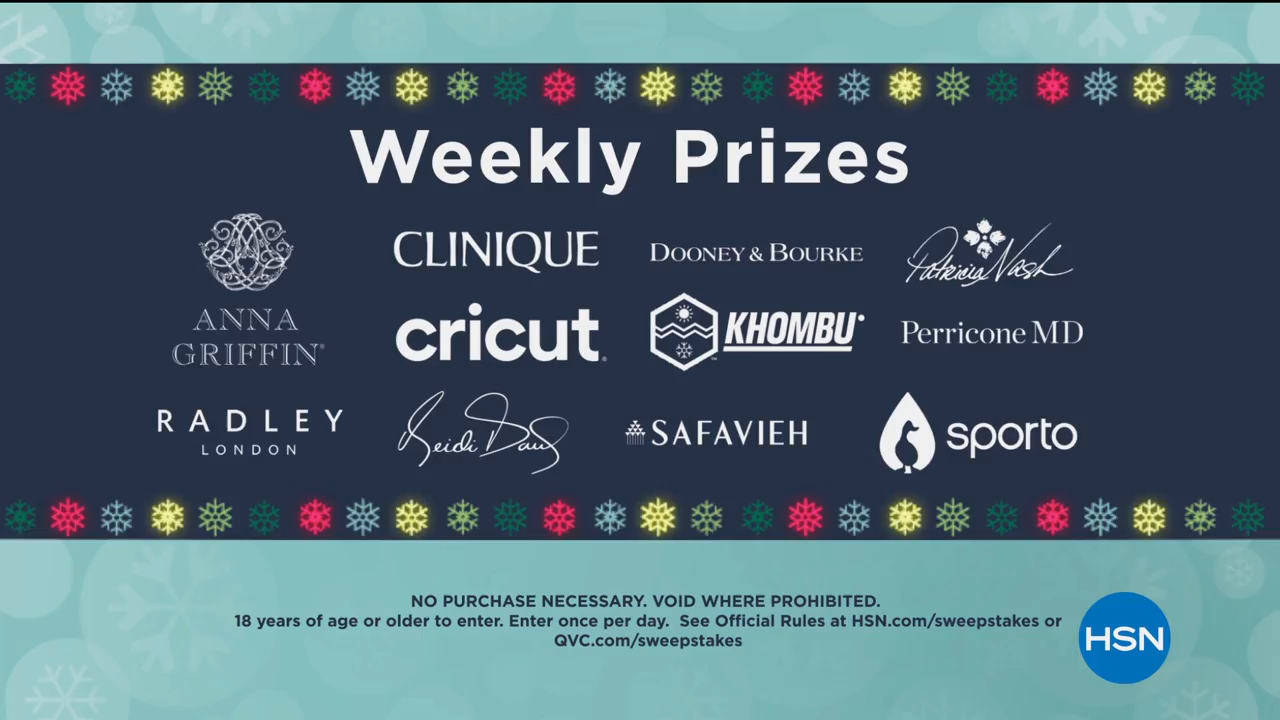 Weekly Prizes
CLINIQUE
DOONEY & BOURKE
Patricia Nash
ANNA
GRIFFIN®
cricut®
KHOMBU
™
Perricone MD
RADLEY
LONDON
Heidi Daus
SAFAVIEH
sporto
NO PURCHASE NECESSARY. VOID WHERE PROHIBITED.
18 years of age or older to enter. Enter once per day. See Official Rules at HSN.com/sweepstakes or
QVC.com/sweepstakes
HSN